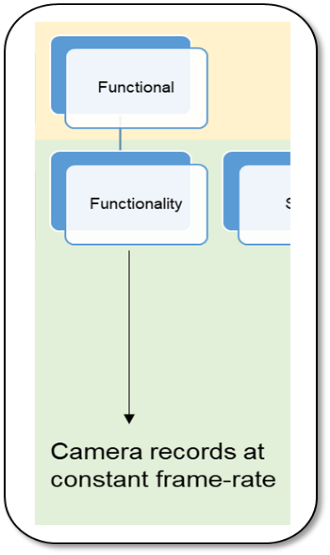 Functional
Functionality
S
Camera records at
constant frame-rate